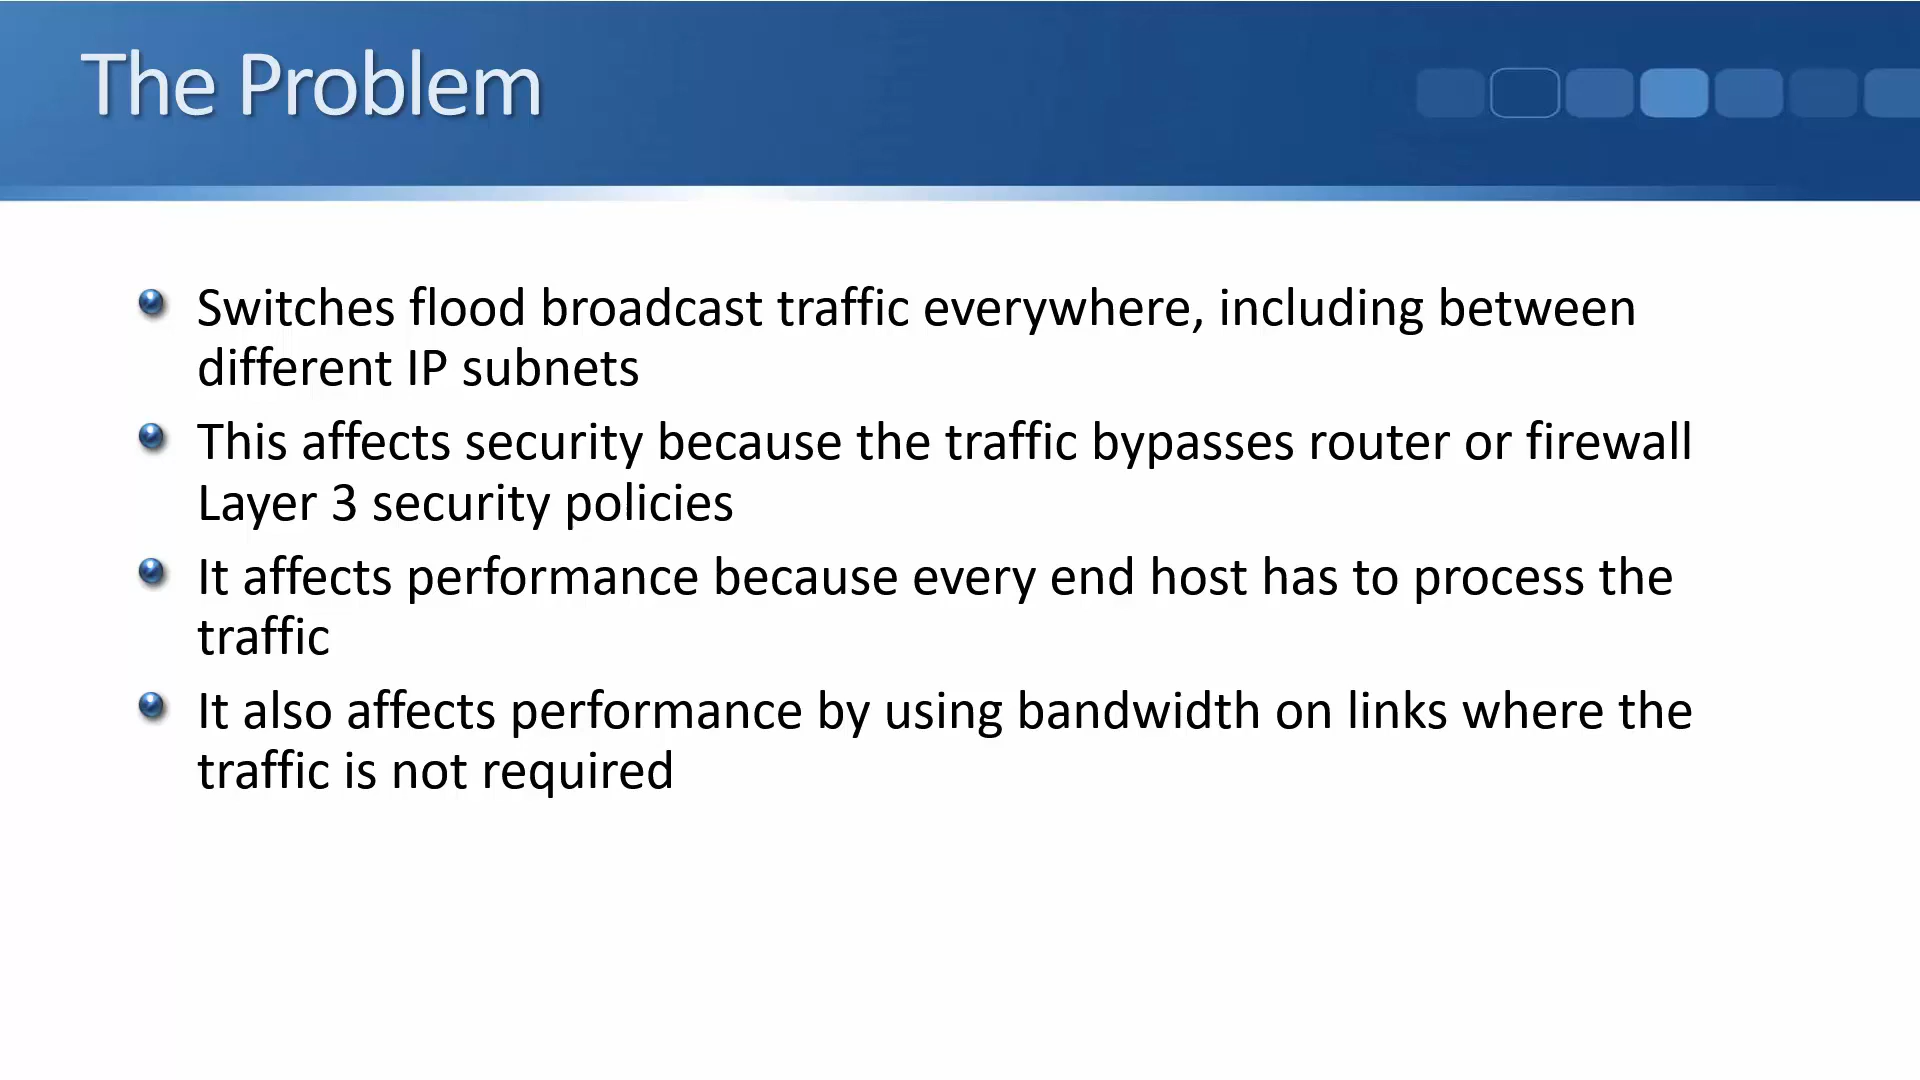 The Problem
Switches flood broadcast traffic everywhere, including between
different IP subnets
This affects security because the traffic bypasses router or firewall
Layer 3 security policies
It affects performance because every end host has to process the
traffic
It also affects performance by using bandwidth on links where the
traffic is not required